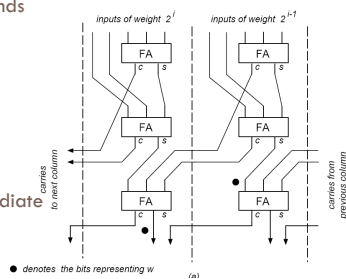 nds
inputs of weight 2 i
inputs of weight 2 i-1
FA
FA
c s
c s
FA
FA
c s
c s
carries
to next column
carries from
previous column
diate
FA
FA
c s
c s
● denotes the bits representing w
(a)